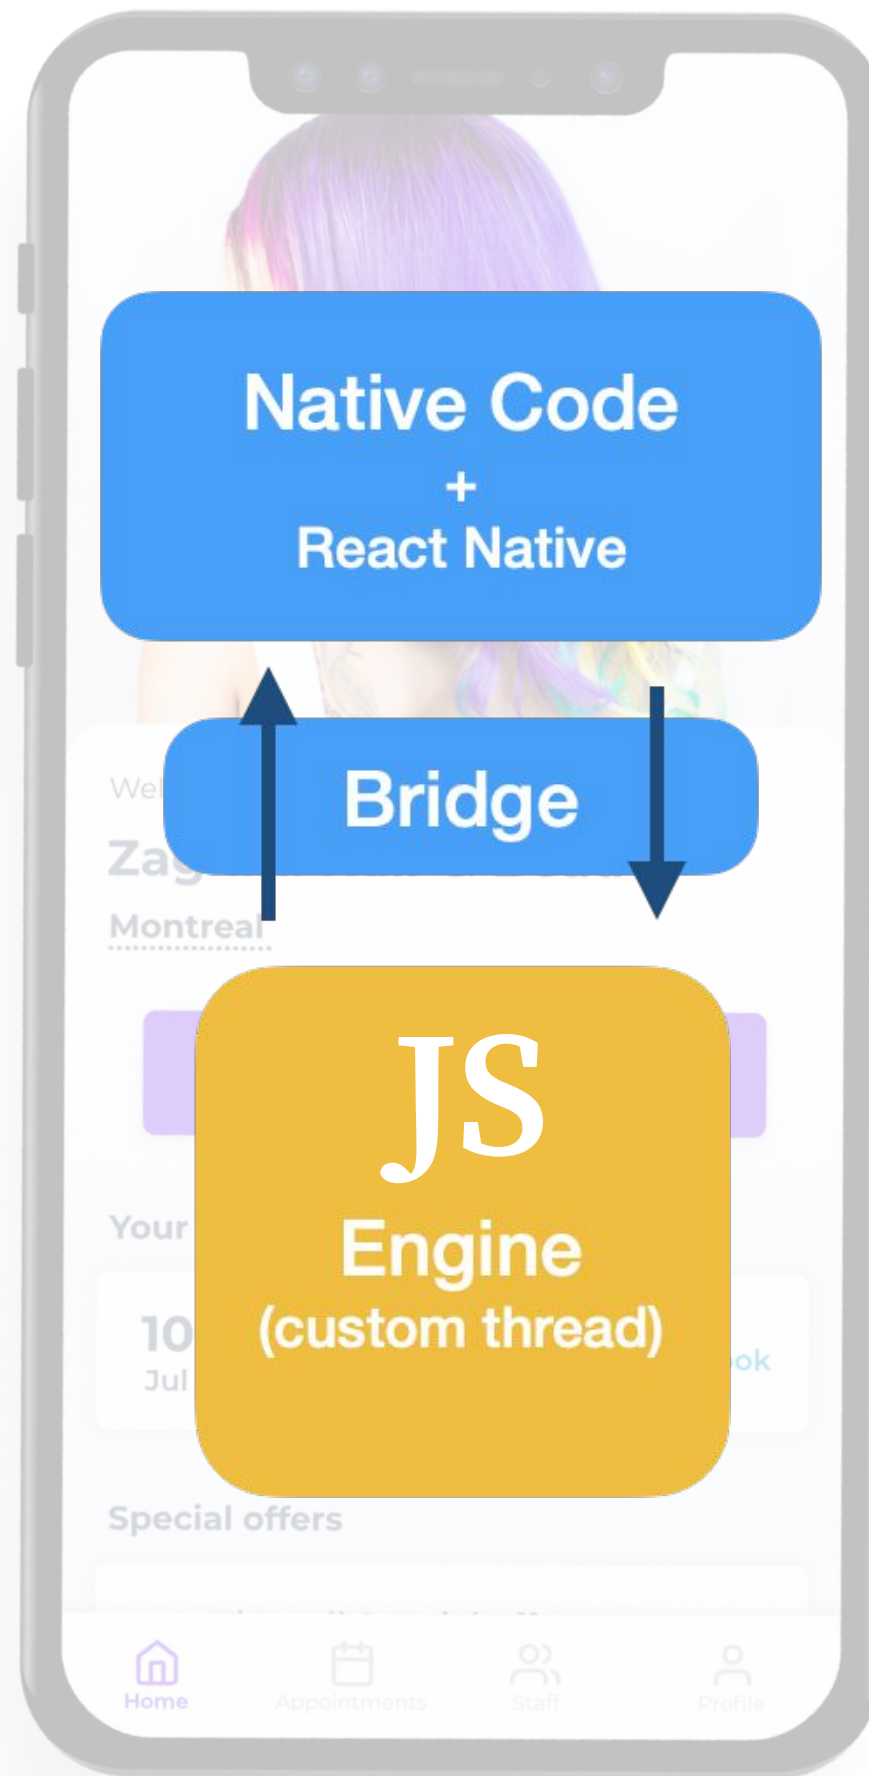 Native Code
+
React Native
Bridge
Montreal
JS
Engine
(custom thread)
Your
10
Jul
Special offers
Home
Appointments
Staff
Profile